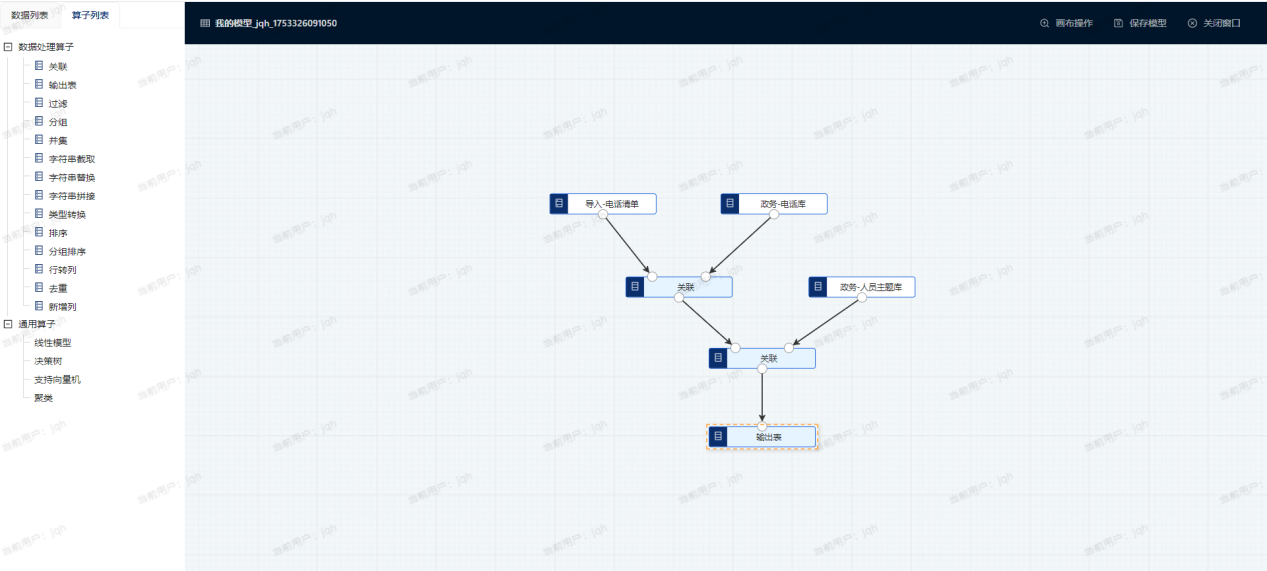 数据列表
算子列表
我的模型_jqh_1753326091050
画布操作
保存模型
关闭窗口
数据处理算子
关联
输出表
过滤
分组
并集
字符串截取
字符串替换
字符串拼接
类型转换
排序
分组排序
行转列
去重
新增列
通用算子
线性模型
决策树
支持向量机
聚类
导入-电话清单
政务-电话库
关联
政务-人员主题库
关联
输出表
当前用户：jqh